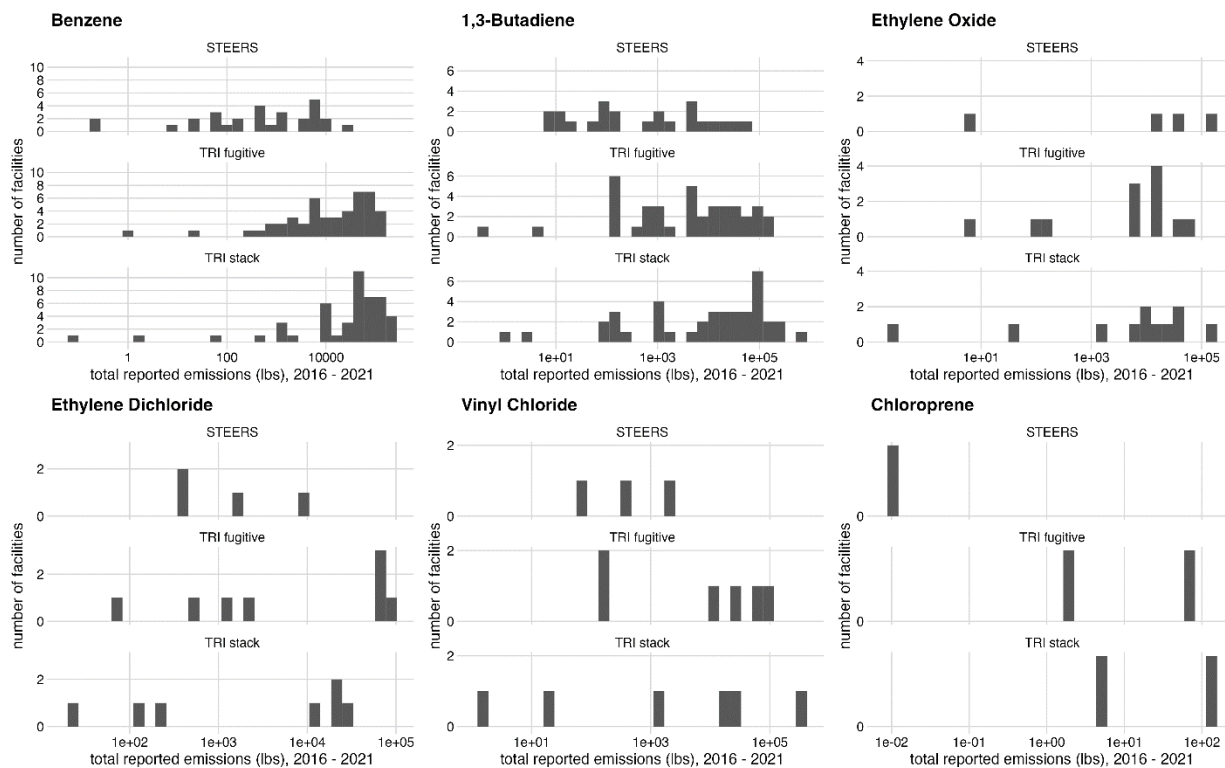 Benzene
STEERS
10
8
6
4
2
0
TRI fugitive
10
8
6
4
2
0
TRI stack
10
8
6
4
2
0
number of facilities
1 100 10000
total reported emissions (lbs), 2016 - 2021
1,3-Butadiene
STEERS
6
4
2
0
TRI fugitive
6
4
2
0
TRI stack
6
4
2
0
number of facilities
1e+01 1e+03 1e+05
total reported emissions (lbs), 2016 - 2021
Ethylene Oxide
STEERS
4
2
0
TRI fugitive
4
2
0
TRI stack
4
2
0
number of facilities
1e+01 1e+03 1e+05
total reported emissions (lbs), 2016 - 2021
Ethylene Dichloride
STEERS
2
0
TRI fugitive
2
0
TRI stack
2
0
number of facilities
1e+02 1e+03 1e+04 1e+05
total reported emissions (lbs), 2016 - 2021
Vinyl Chloride
STEERS
2
0
TRI fugitive
2
0
TRI stack
2
0
number of facilities
1e+01 1e+03 1e+05
total reported emissions (lbs), 2016 - 2021
Chloroprene
STEERS
0
TRI fugitive
0
TRI stack
0
number of facilities
1e-02 1e-01 1e+00 1e+01 1e+02
total reported emissions (lbs), 2016 - 2021